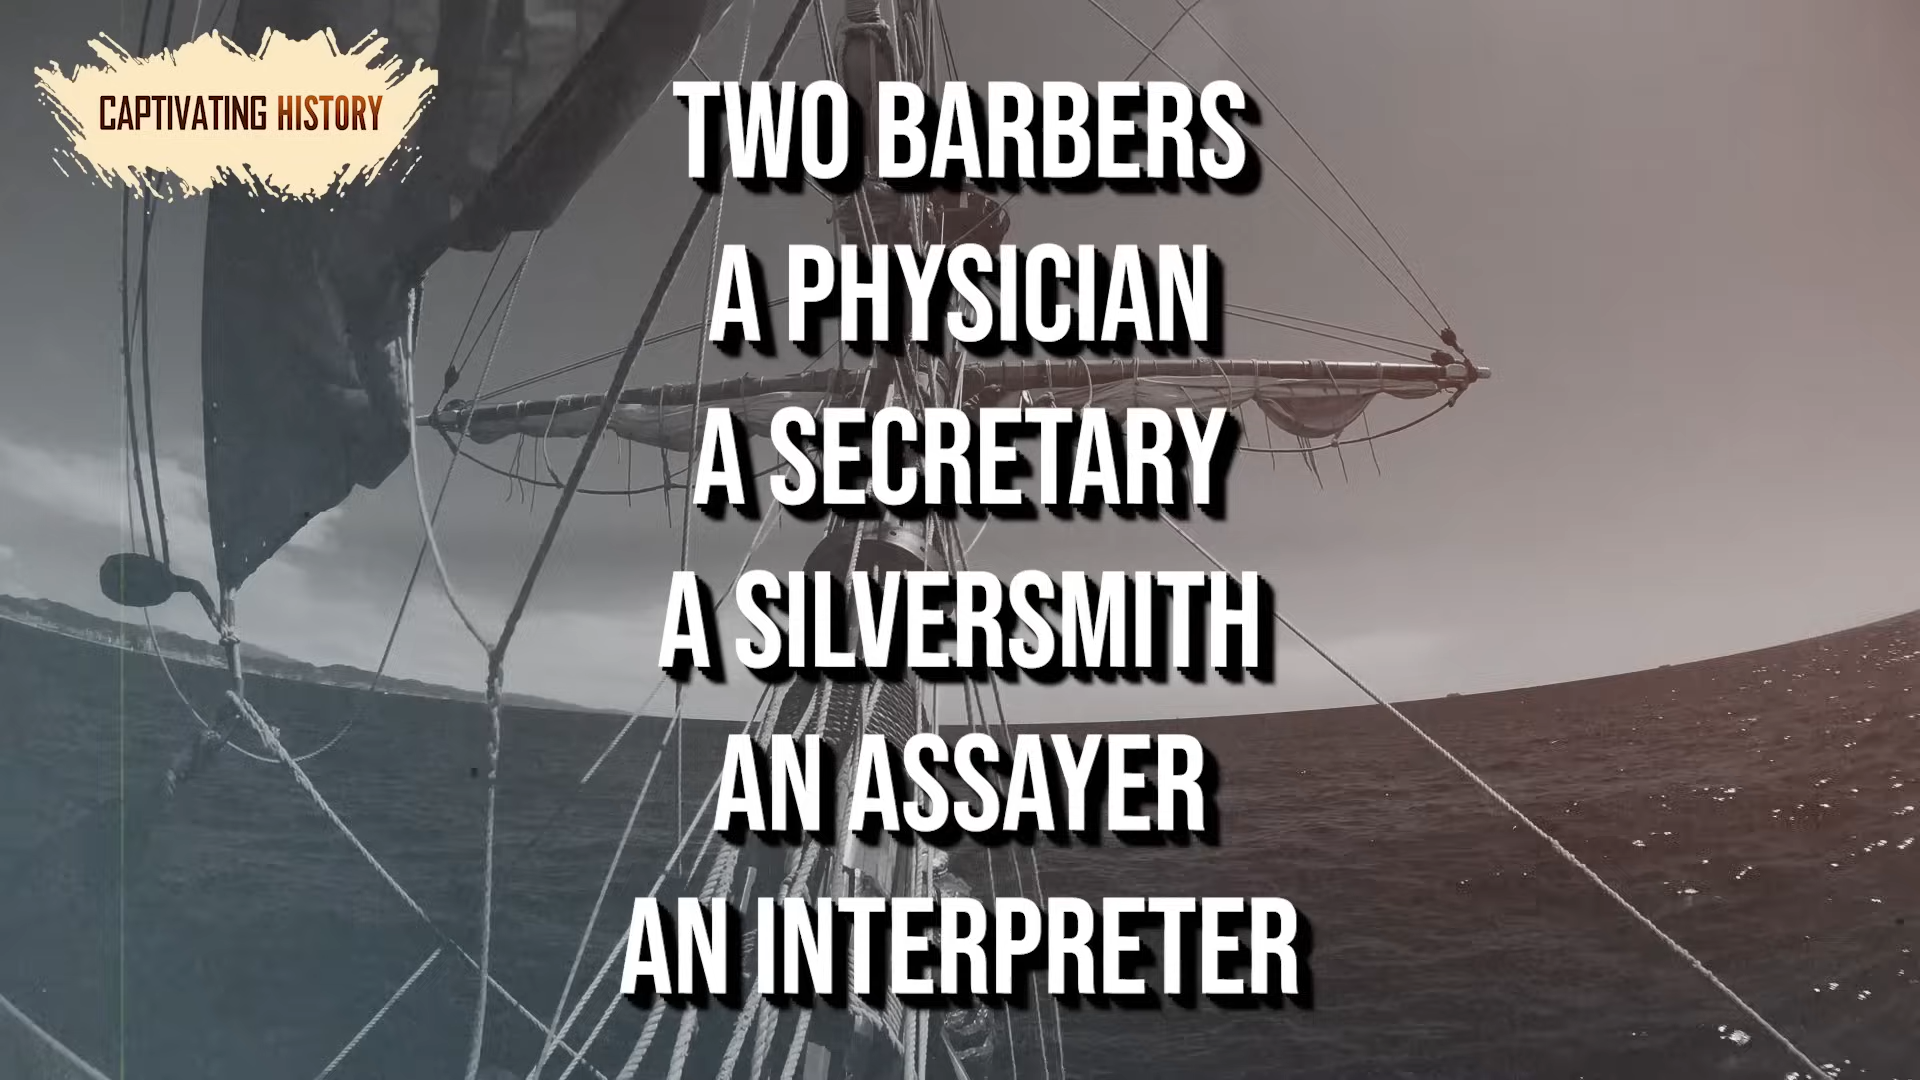 CAPTIVATING HISTORY
TWO BARBERS
A PHYSICIAN
A SECRETARY
A SILVERSMITH
AN ASSAYER
AN INTERPRETER